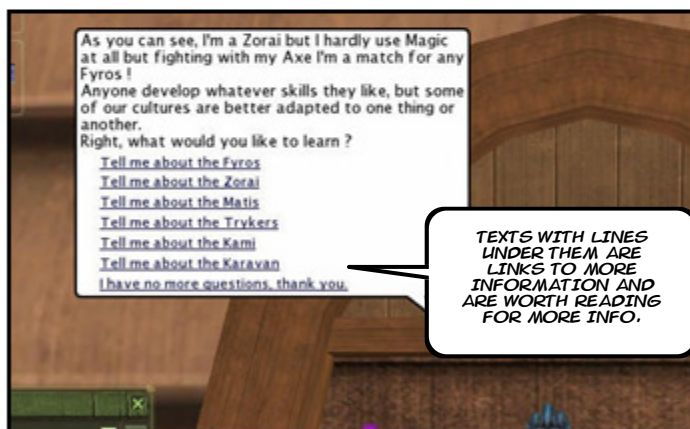 As you can see, I'm a Zorai but I hardly use Magic
at all but fighting with my Axe I'm a match for any
Fyros !
Anyone develop whatever skills they like, but some
of our cultures are better adapted to one thing or
another.
Right, what would you like to learn ?
Tell me about the Fyros
Tell me about the Zorai
Tell me about the Matis
Tell me about the Trykers
Tell me about the Kami
Tell me about the Karavan
I have no more questions, thank you.
TEXTS WITH LINES
UNDER THEM ARE
LINKS TO MORE
INFORMATION AND
ARE WORTH READING
FOR MORE INFO.